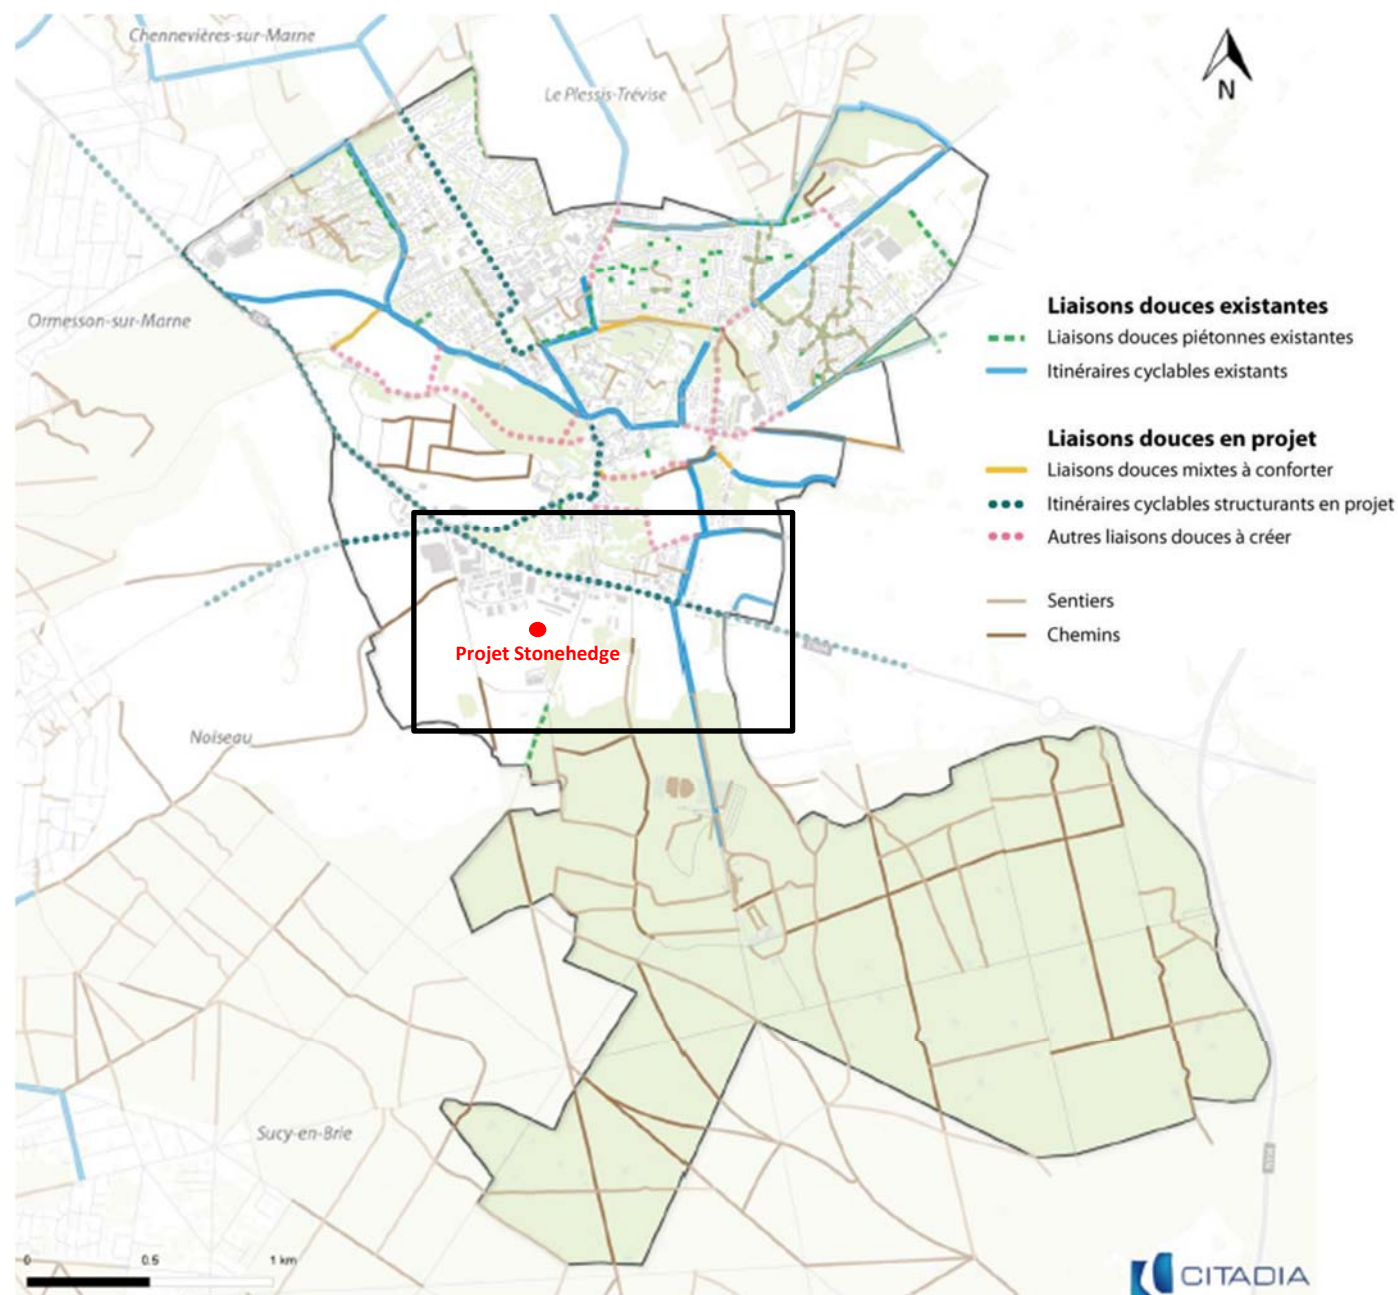 Chennevières-sur-Marne
Le Plessis-Trévise
N
Ormesson-sur-Marne
Liaisons douces existantes
Liaisons douces piétonnes existantes
Itinéraires cyclables existants
Liaisons douces en projet
Liaisons douces mixtes à conforter
Itinéraires cyclables structurants en projet
Autres liaisons douces à créer
Sentiers
Chemins
Projet Stonehedge
Noiseau
Sucy-en-Brie
0 0.5 1 km
CITADIA